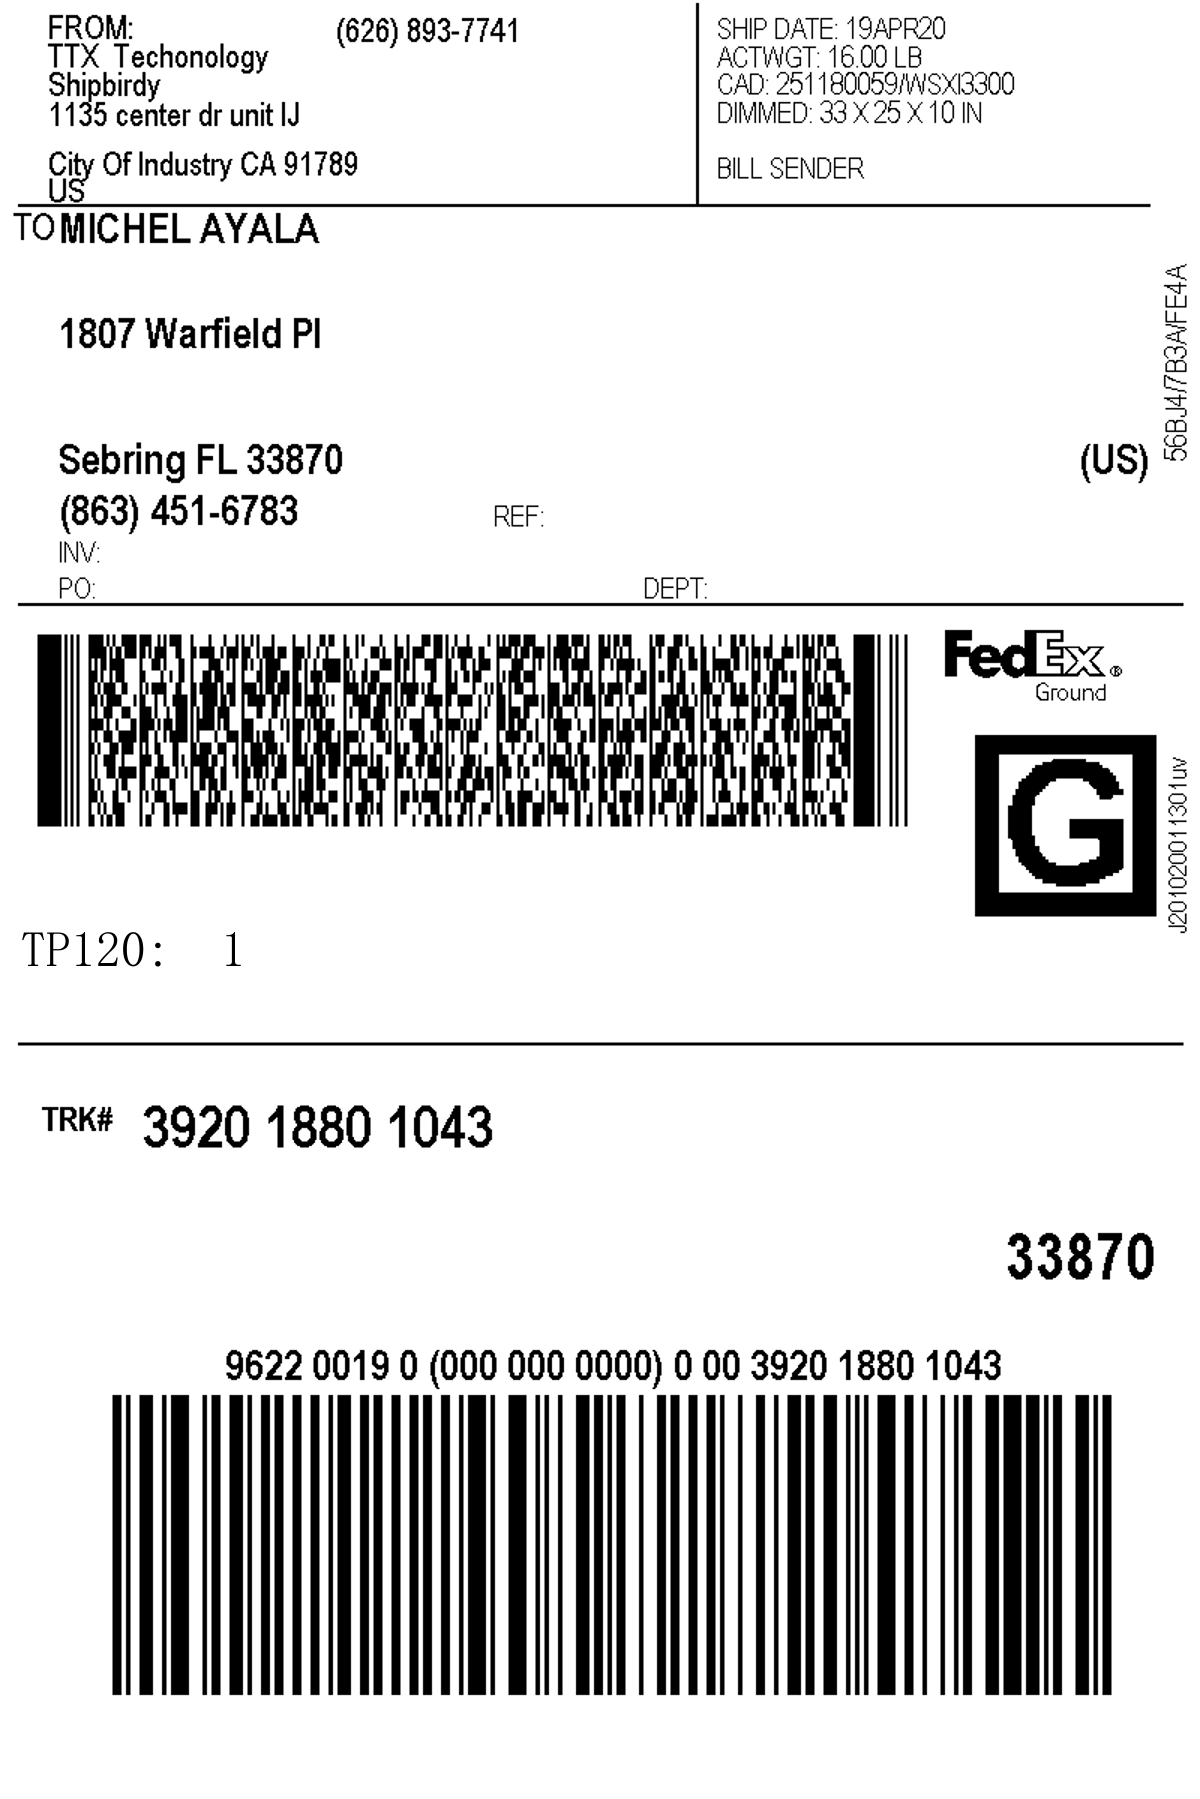 FROM: (626) 893-7741
TTX Techonology
Shipbirdy
1135 center dr unit IJ
City Of Industry CA 91789
US
SHIP DATE: 19APR20
ACTWGT: 16.00 LB
CAD: 251180059/WSXI3300
DIMMED: 33 X 25 X 10 IN
BILL SENDER
TO MICHEL AYALA
1807 Warfield Pl
Sebring FL 33870 (US)
(863) 451-6783 REF:
INV:
PO: DEPT:
56BJ4/7B3A/FE4A
FedEx®
Ground
G
J201020011301uv
TP120: 1
TRK# 3920 1880 1043
33870
9622 0019 0 (000 000 0000) 0 00 3920 1880 1043